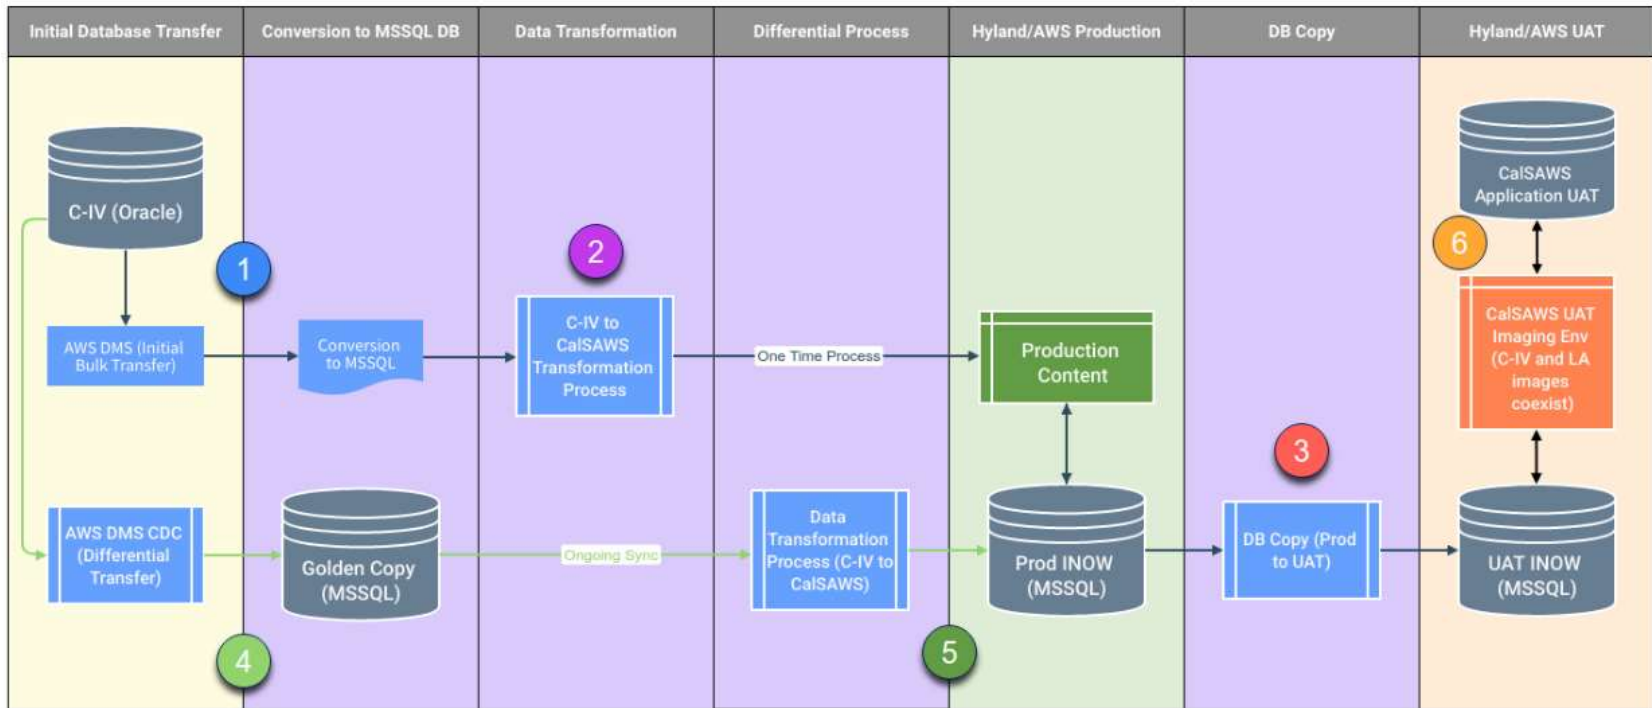 Initial Database Transfer
Conversion to MSSQL DB
Data Transformation
Differential Process
Hyland/AWS Production
DB Copy
Hyland/AWS UAT
C-IV (Oracle)
1
AWS DMS (Initial
Bulk Transfer)
Conversion
to MSSQL
2
C-IV to
CalSAWS
Transformation
Process
One Time Process
Production
Content
CalSAWS
Application UAT
6
CalSAWS UAT
Imaging Env
(C-IV and LA
images
coexist)
3
AWS DMS CDC
(Differential
Transfer)
Golden Copy
(MSSQL)
Ongoing Sync
Data
Transformation
Process (C-IV to
CalSAWS)
Prod INOW
(MSSQL)
DB Copy (Prod
to UAT)
UAT INOW
(MSSQL)
4
5